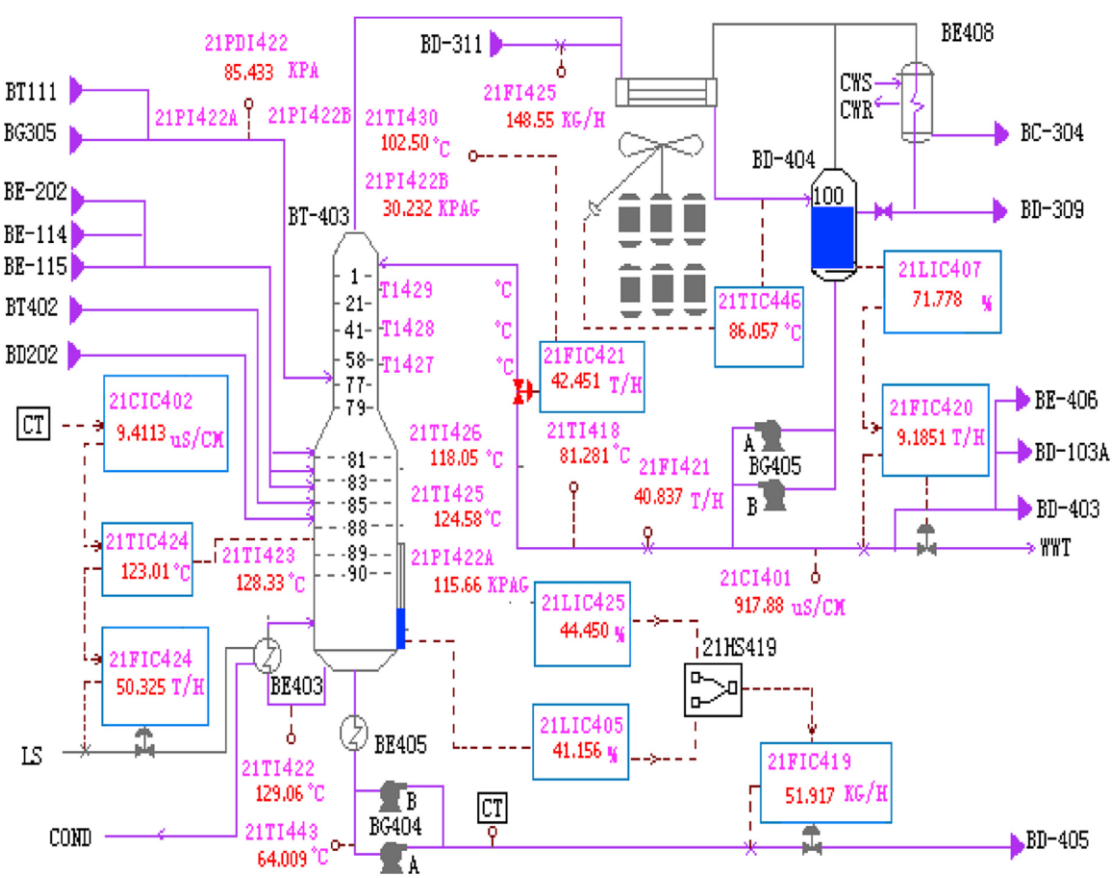 BD-311
BE408
21PDI422
85.433 KPA
BT111
21PI422A
21PI422B
BG305
21FI425
148.55 KG/H
CWS
CWR
21TI430
102.50 °C
BC-304
BD-404
100
21PI422B
30.232 KPAG
BE-202
BT-403
BD-309
BE-114
BE-115
1
21
41
58
77
79
T1429 °C
T1428 °C
T1427 °C
21LIC407
71.778 %
21TIC446
86.057 °C
BT402
BD202
21FIC421
42.451 T/H
21CIC402
9.4113 uS/CM
CT
21FIC420
9.1851 T/H
BE-406
BD-103A
BD-403
WWT
21TI426
118.05 °C
21TI418
81.281 °C
A
BG405
B
21FI421
40.837 T/H
81
83
85
88
89
90
21TI425
124.58 °C
21TIC424
123.01 °C
21TI423
128.33 °C
21PI422A
115.66 KPAG
21CI401
917.88 uS/CM
21LIC425
44.450 %
21HS419
21FIC424
50.325 T/H
BE403
BE405
21LIC405
41.156 %
LS
21TI422
129.06 °C
21FIC419
51.917 KG/H
B
BG404
A
CT
COND
21TI443
64.009 °C
BD-405